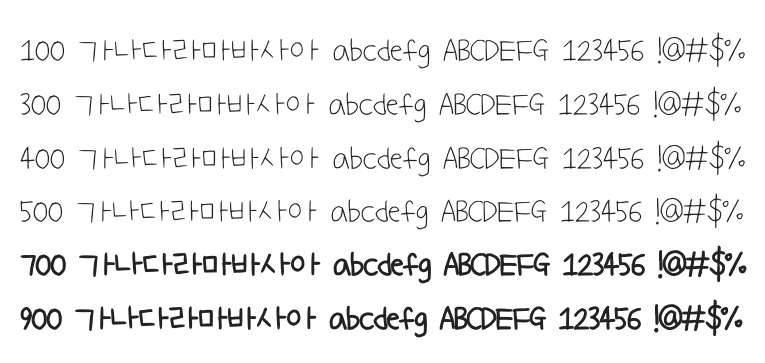 100 가나다라마바사아 abcdefg ABCDEFG 123456 !@#$%
300 가나다라마바사아 abcdefg ABCDEFG 123456 !@#$%
400 가나다라마바사아 abcdefg ABCDEFG 123456 !@#$%
500 가나다라마바사아 abcdefg ABCDEFG 123456 !@#$%
700 가나다라마바사아 abcdefg ABCDEFG 123456 !@#$%
900 가나다라마바사아 abcdefg ABCDEFG 123456 !@#$%